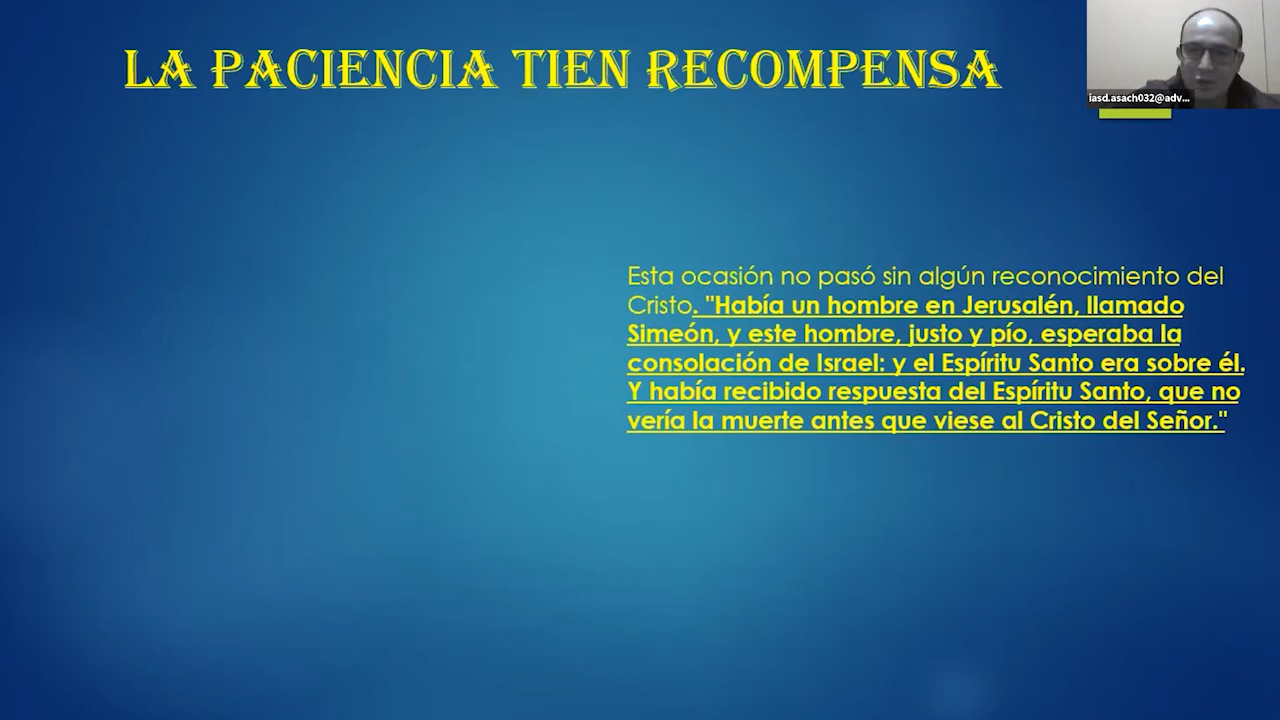 LA PACIENCIA TIEN RECOMPENSA
iasd.asach032@adv...
Esta ocasión no pasó sin algún reconocimiento del
Cristo. "Había un hombre en Jerusalén, llamado
Simeón, y este hombre, justo y pío, esperaba la
consolación de Israel: y el Espíritu Santo era sobre él.
Y había recibido respuesta del Espíritu Santo, que no
vería la muerte antes que viese al Cristo del Señor."